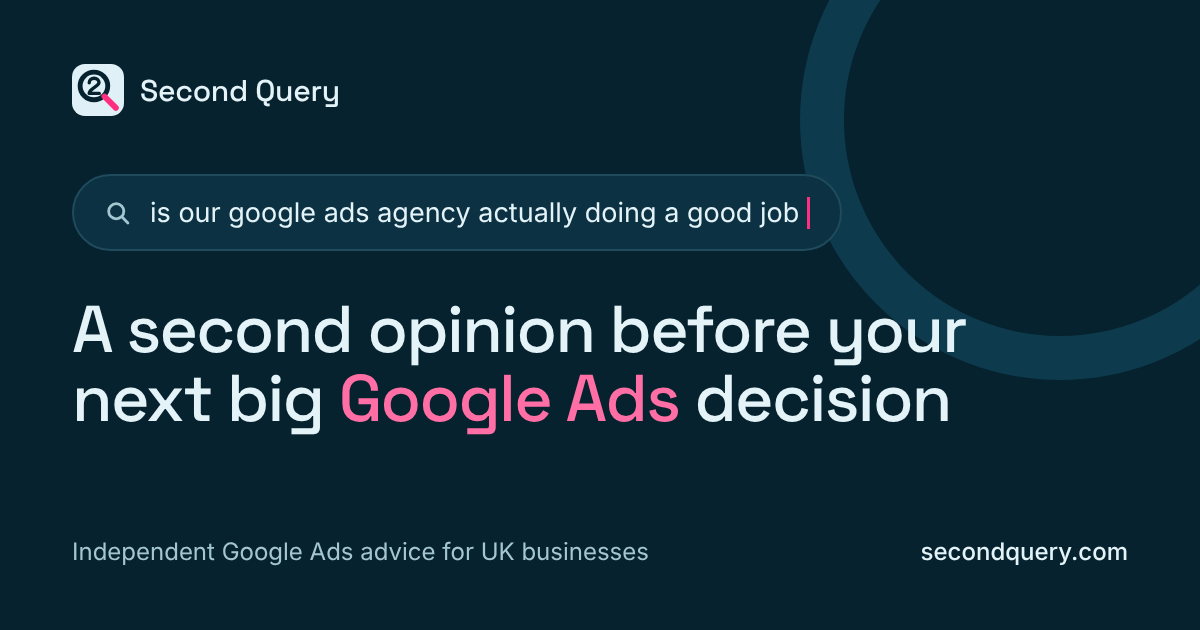 2
Second Query
is our google ads agency actually doing a good job
A second opinion before your
next big Google Ads decision
Independent Google Ads advice for UK businesses
secondquery.com